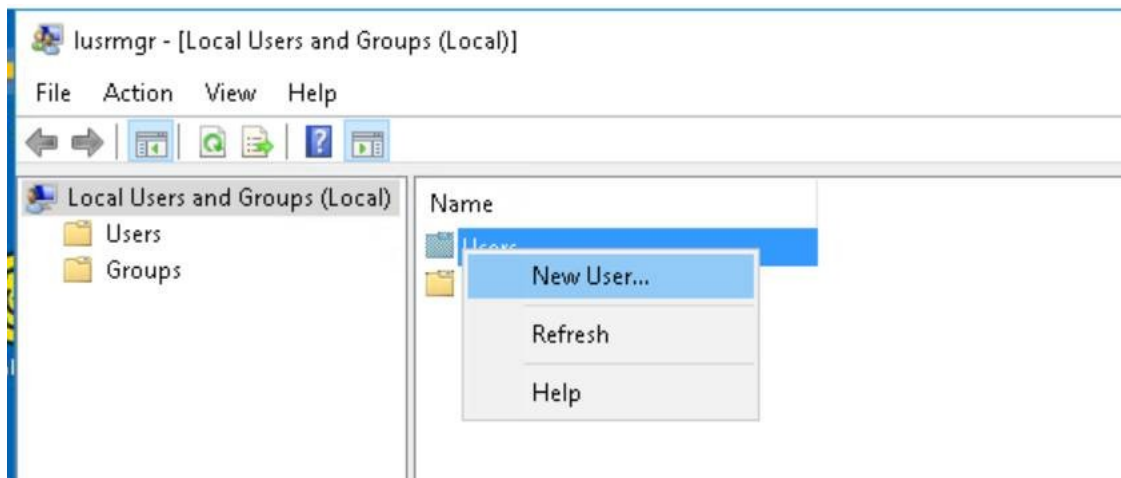 lusrmgr - [Local Users and Groups (Local)]
File Action View Help
Local Users and Groups (Local)
Users
Groups
Name
Users
New User...
Refresh
Help